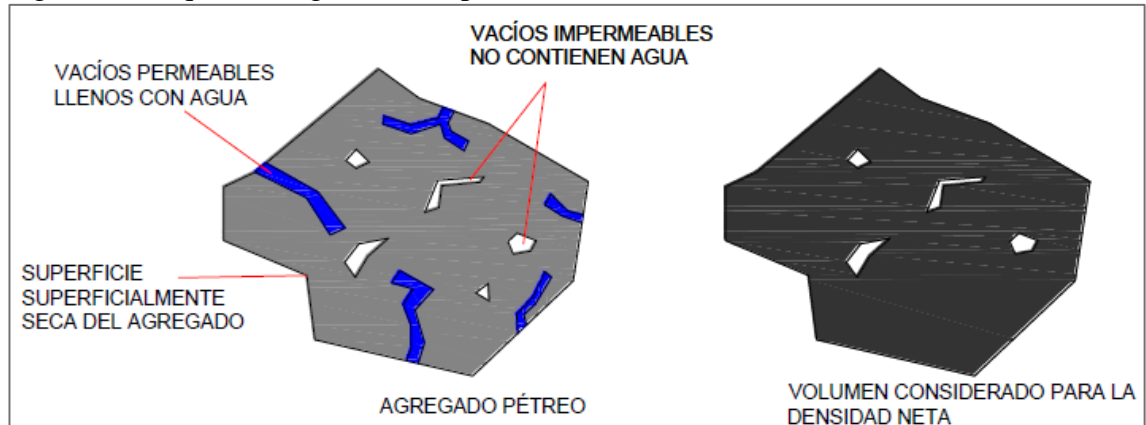 VACÍOS PERMEABLES
LLENOS CON AGUA
VACÍOS IMPERMEABLES
NO CONTIENEN AGUA
SUPERFICIE
SUPERFICIALMENTE
SECA DEL AGREGADO
AGREGADO PÉTREO
VOLUMEN CONSIDERADO PARA LA
DENSIDAD NETA